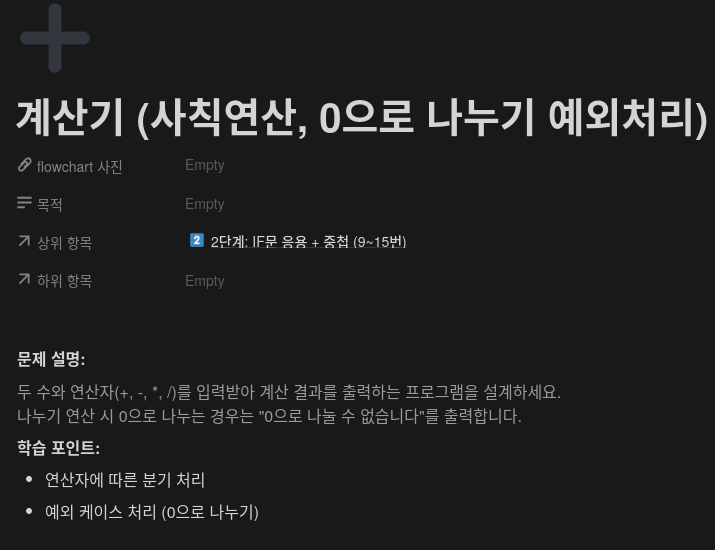 계산기 (사칙연산, 0으로 나누기 예외처리)
flowchart 사진 Empty
목적 Empty
상위 항목 2 2단계: IF문 응용 + 중첩 (9~15번)
하위 항목 Empty
문제 설명:
두 수와 연산자(+, -, *, /)를 입력받아 계산 결과를 출력하는 프로그램을 설계하세요.
나누기 연산 시 0으로 나누는 경우는 "0으로 나눌 수 없습니다"를 출력합니다.
학습 포인트:
• 연산자에 따른 분기 처리
• 예외 케이스 처리 (0으로 나누기)